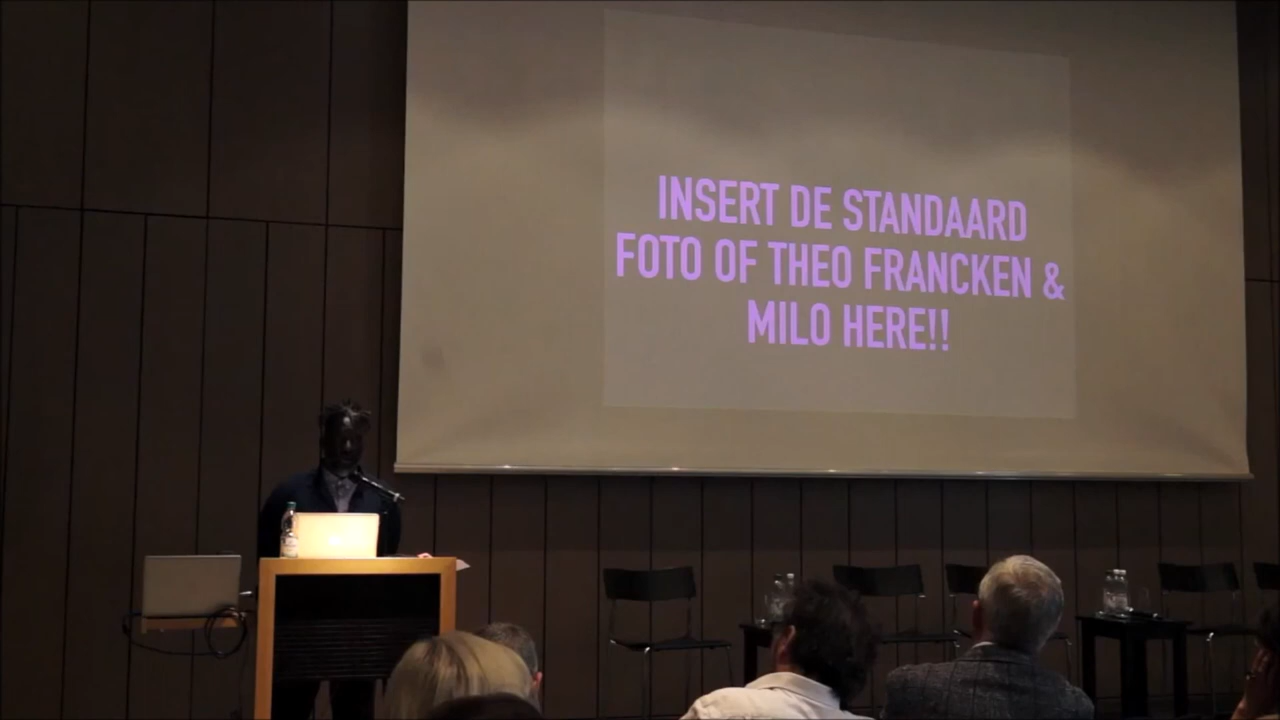 INSERT DE STANDAARD
FOTO OF THEO FRANCKEN &
MILO HERE!!